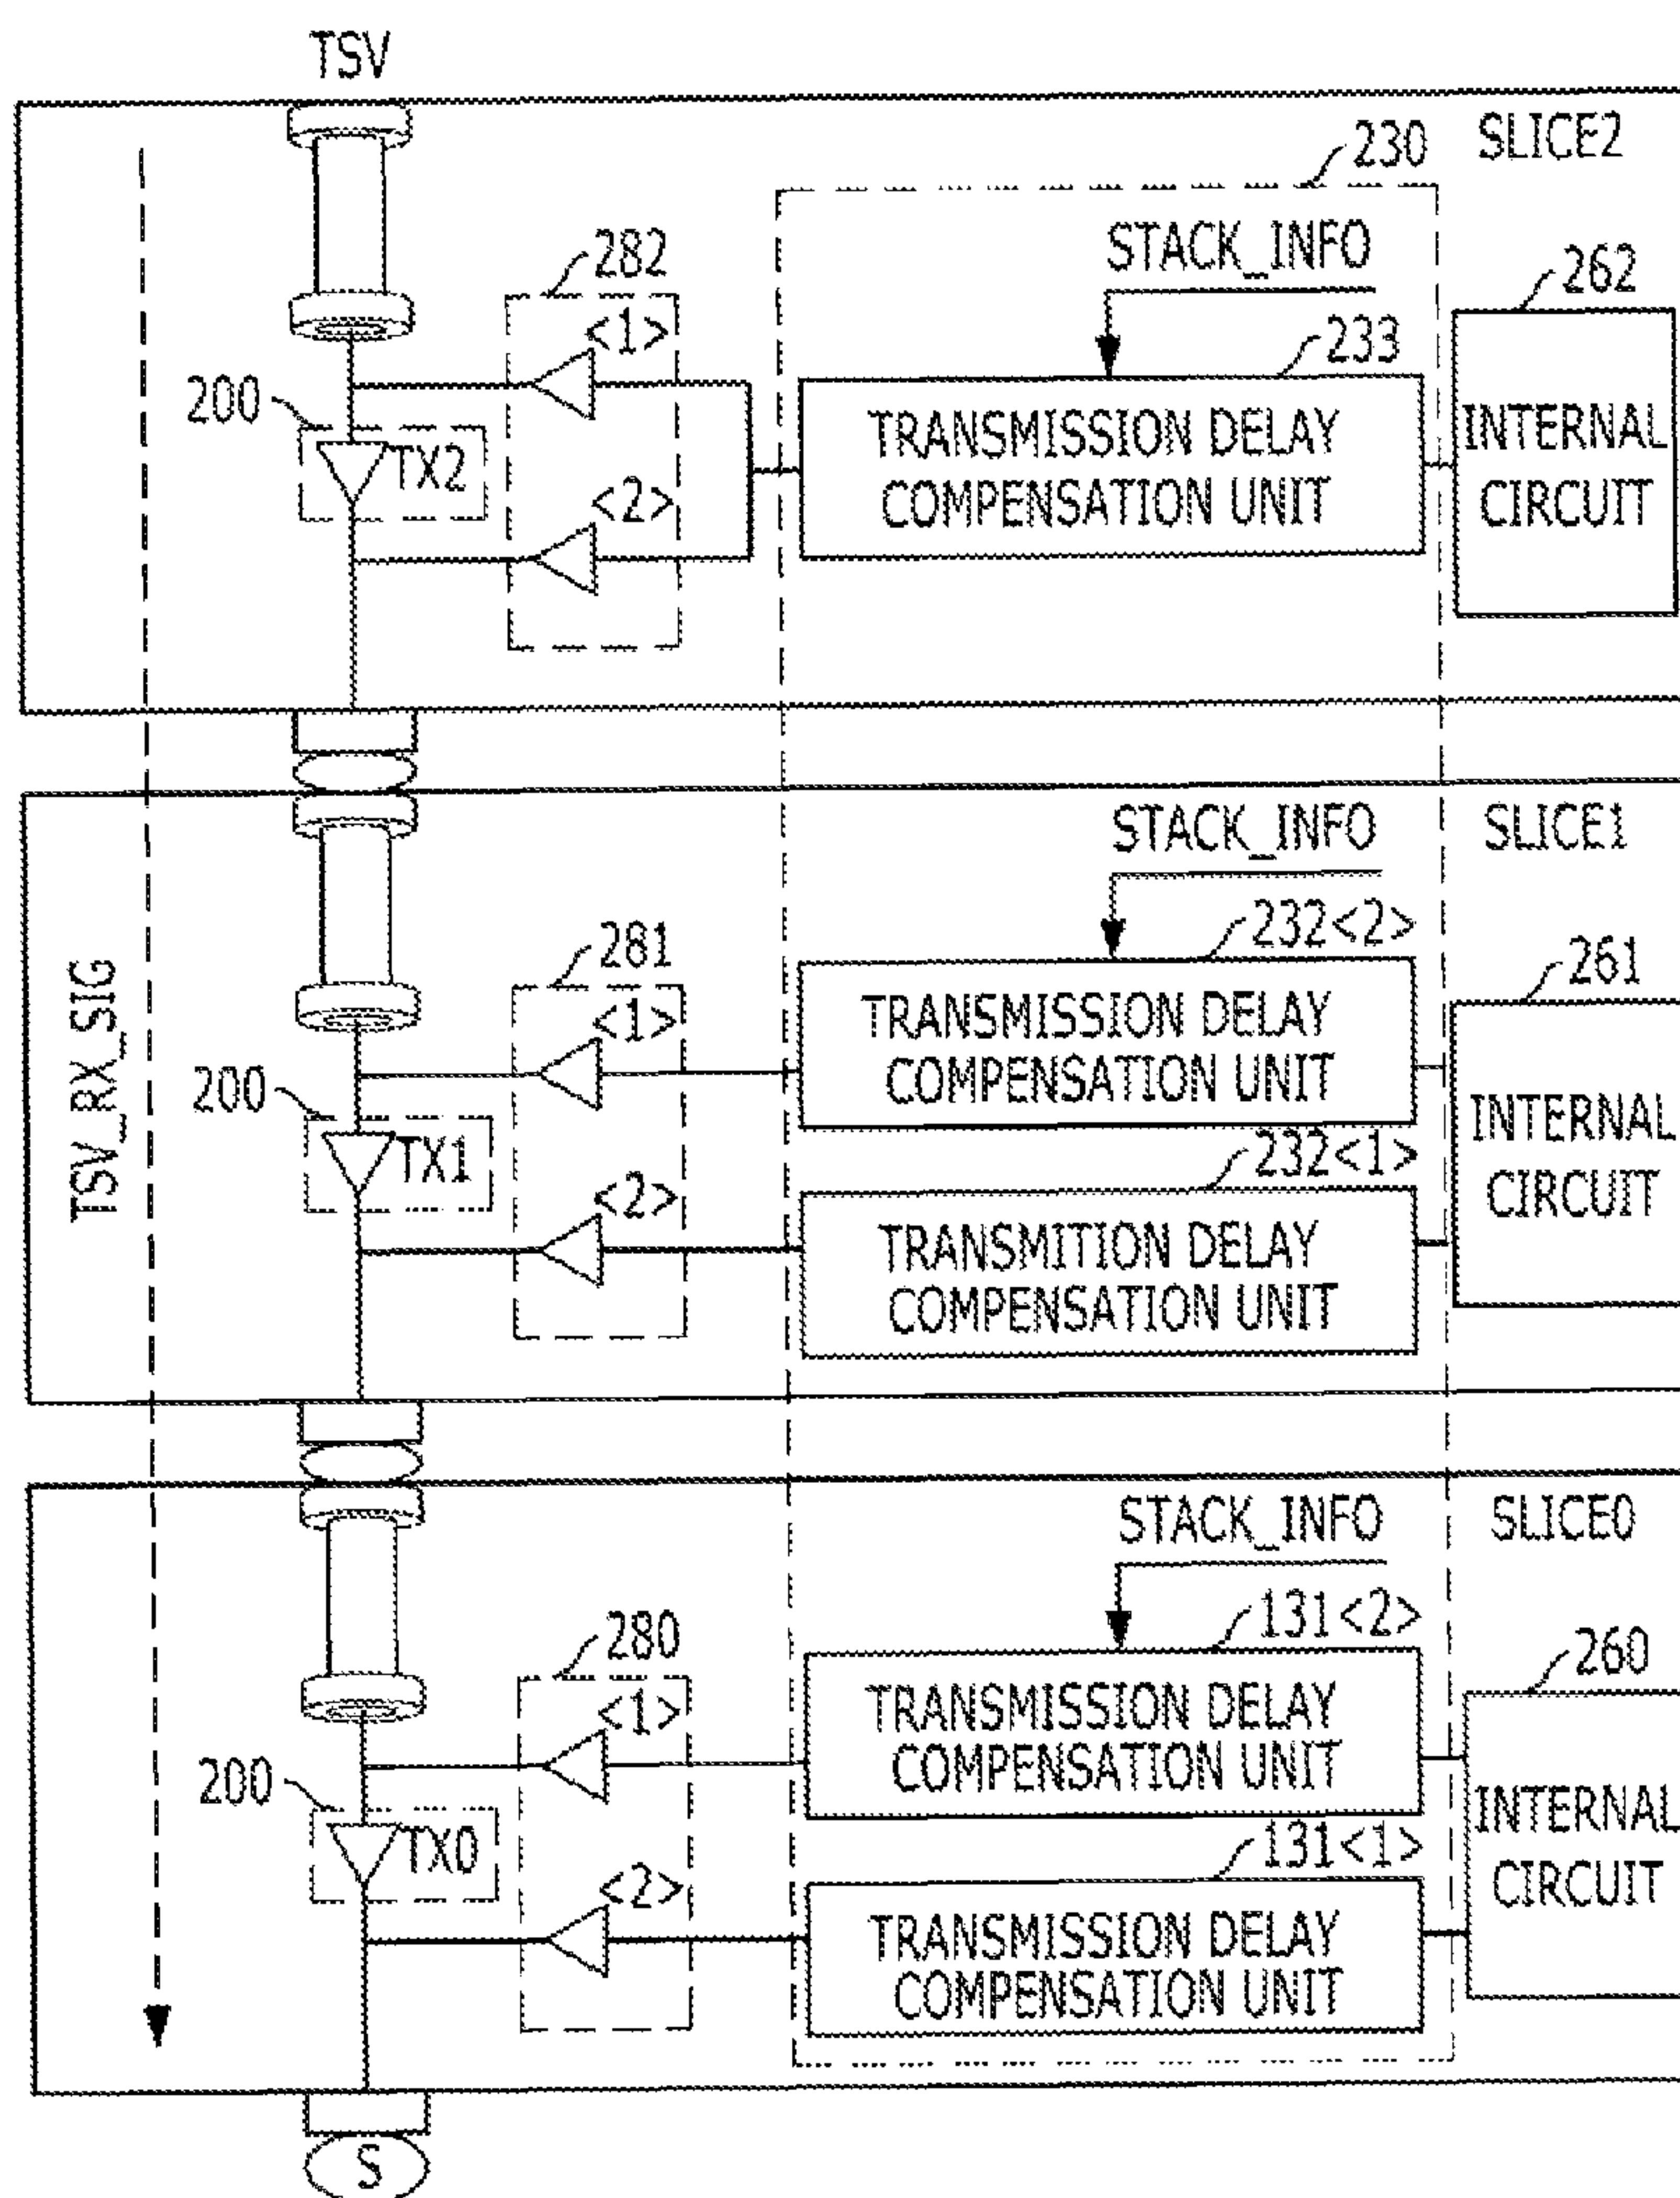 TSV
SLICE2
230
STACK_INFO
282
262
<1>
233
200
TX2
TRANSMISSION DELAY
COMPENSATION UNIT
INTERNAL
CIRCUIT
<2>
STACK_INFO
SLICE1
232<2>
281
261
TSV_RX_SIG
<1>
TRANSMISSION DELAY
COMPENSATION UNIT
200
TX1
INTERNAL
CIRCUIT
232<1>
<2>
TRANSMITION DELAY
COMPENSATION UNIT
STACK_INFO
SLICE0
131<2>
280
260
<1>
TRANSMISSION DELAY
COMPENSATION UNIT
200
TX0
INTERNAL
CIRCUIT
131<1>
<2>
TRANSMISSION DELAY
COMPENSATION UNIT
S